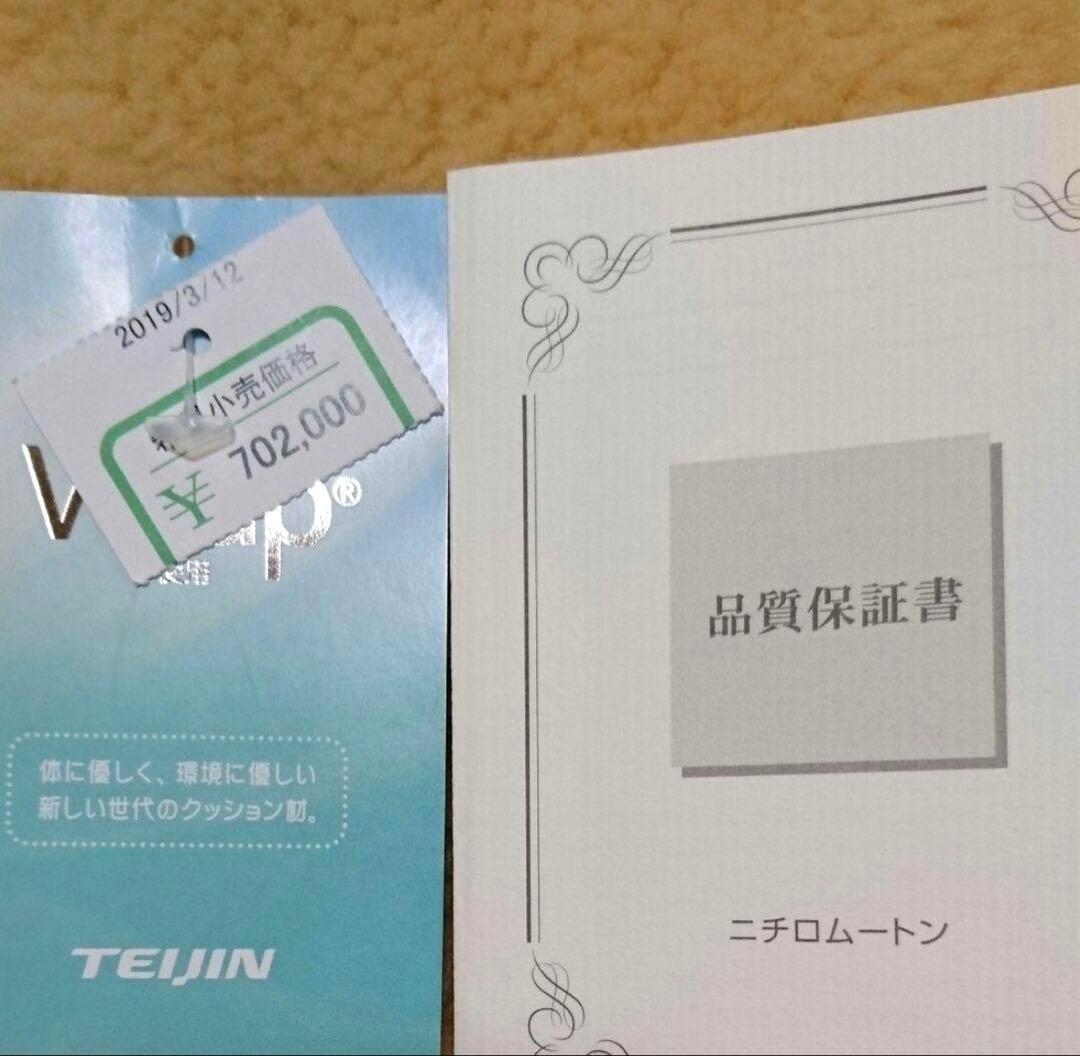 2019/3/12
小売価格
¥ 702,000
®
使用
体に優しく、環境に優しい
新しい世代のクッション材。
TEIJIN
品質保証書
ニチロムートン